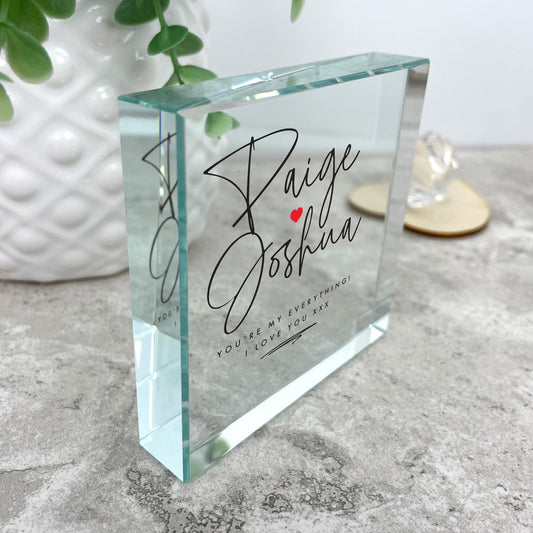 Paige
Joshua
YOU'RE MY EVERYTHING!
I LOVE YOU XXX